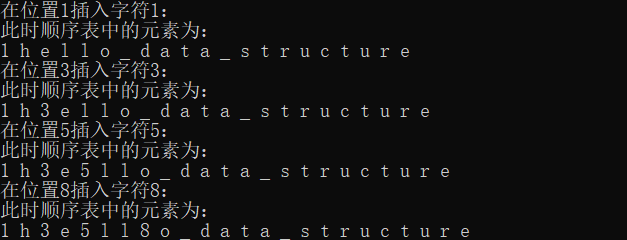 在位置1插入字符1：
此时顺序表中的元素为：
1 h e l l o _ d a t a _ s t r u c t u r e
在位置3插入字符3：
此时顺序表中的元素为：
1 h 3 e l l o _ d a t a _ s t r u c t u r e
在位置5插入字符5：
此时顺序表中的元素为：
1 h 3 e 5 l l o _ d a t a _ s t r u c t u r e
在位置8插入字符8：
此时顺序表中的元素为：
1 h 3 e 5 l l 8 o _ d a t a _ s t r u c t u r e